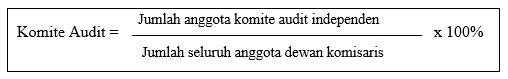 Jumlah anggota komite audit independen
Komite Audit = x 100%
Jumlah seluruh anggota dewan komisaris